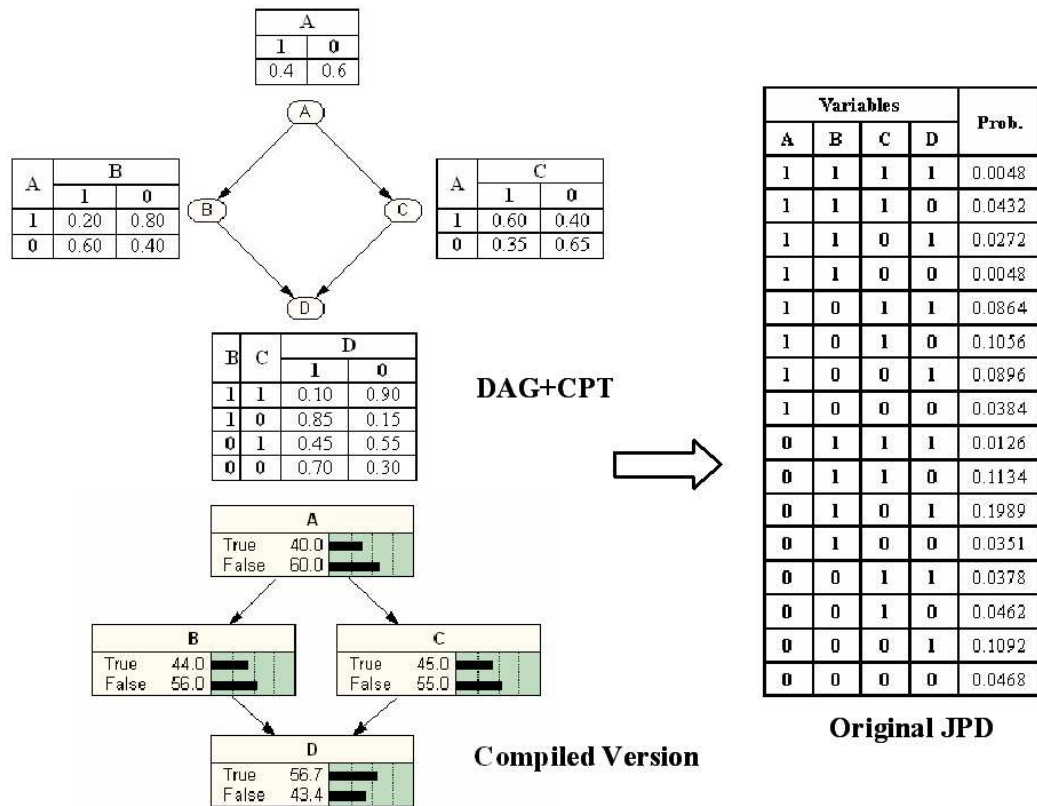 A
1 0
0.4 0.6
A
A B
1 0
1 0.20 0.80
0 0.60 0.40
B
C
A C
1 0
1 0.60 0.40
0 0.35 0.65
D
B C D
1 0
1 1 0.10 0.90
1 0 0.85 0.15
0 1 0.45 0.55
0 0 0.70 0.30
DAG+CPT
A
True 40.0
False 60.0
B
True 44.0
False 56.0
C
True 45.0
False 55.0
D
True 56.7
False 43.4
Compiled Version
Variables Prob.
A B C D
1 1 1 1 0.0048
1 1 1 0 0.0432
1 1 0 1 0.0272
1 1 0 0 0.0048
1 0 1 1 0.0864
1 0 1 0 0.1056
1 0 0 1 0.0896
1 0 0 0 0.0384
0 1 1 1 0.0126
0 1 1 0 0.1134
0 1 0 1 0.1989
0 1 0 0 0.0351
0 0 1 1 0.0378
0 0 1 0 0.0462
0 0 0 1 0.1092
0 0 0 0 0.0468
Original JPD